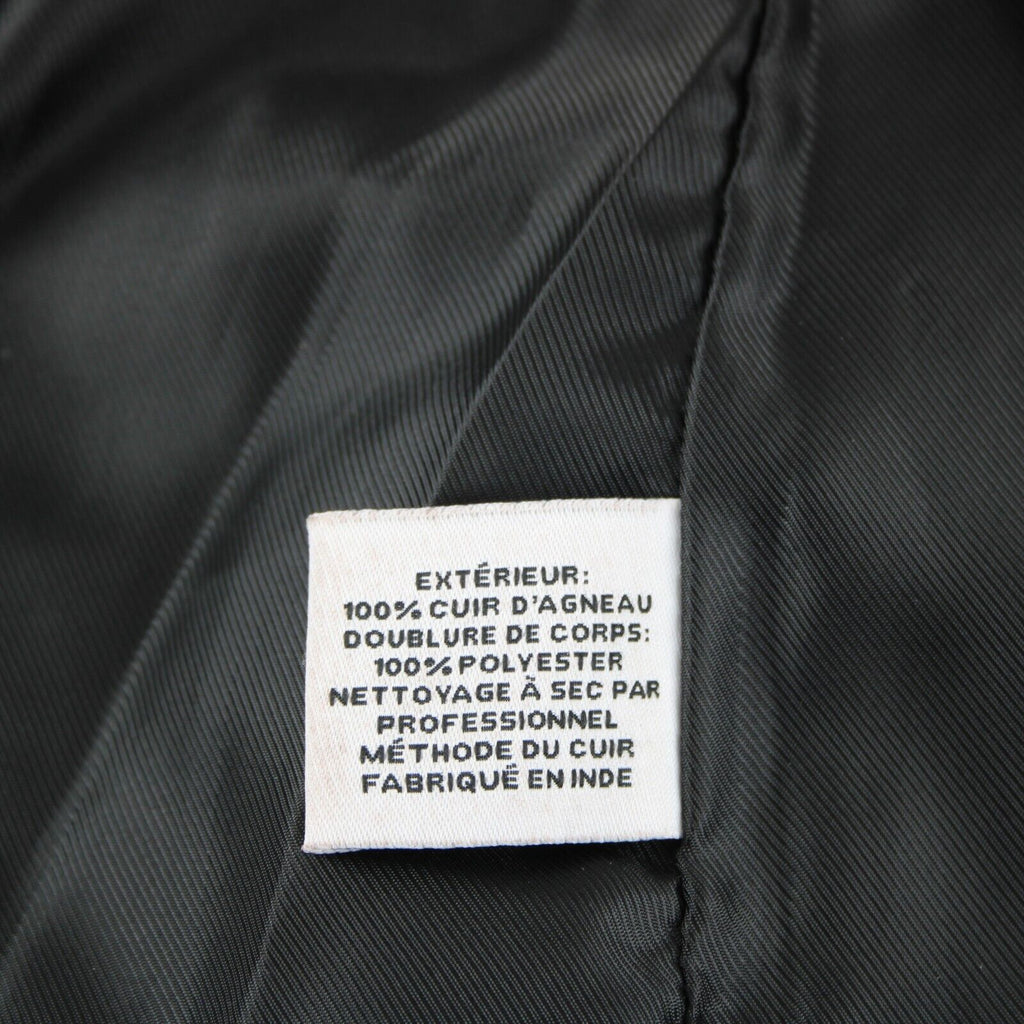 EXTÉRIEUR:
100% CUIR D'AGNEAU
DOUBLURE DE CORPS:
100% POLYESTER
NETTOYAGE À SEC PAR
PROFESSIONNEL
MÉTHODE DU CUIR
FABRIQUÉ EN INDE